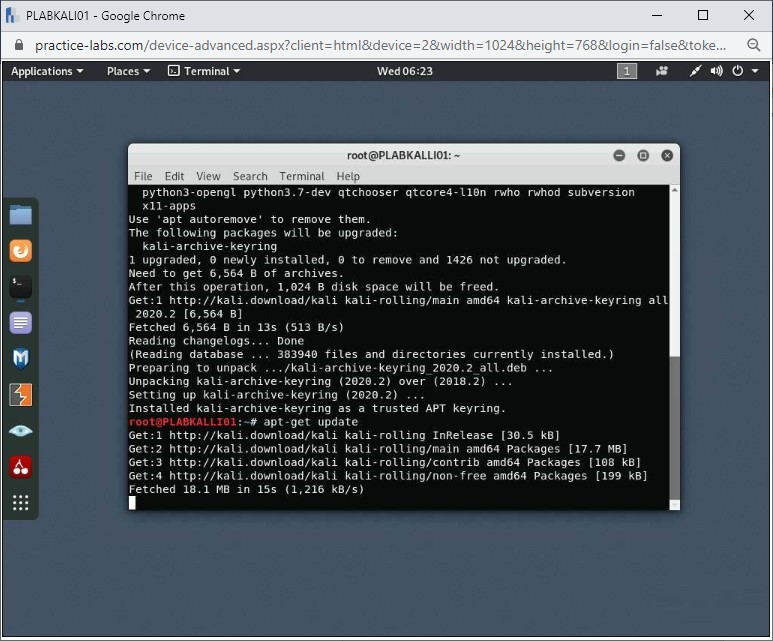 PLABKALI01 - Google Chrome
practice-labs.com/device-advanced.aspx?client=html&device=2&width=1024&height=768&login=false&toke...
Applications Places Terminal Wed 06:23 1
root@PLABKALLI01: ~
File Edit View Search Terminal Help
python3-opengl python3.7-dev qtchooser qtcore4-l10n rwho rwhod subversion
x11-apps
Use 'apt autoremove' to remove them.
The following packages will be upgraded:
kali-archive-keyring
1 upgraded, 0 newly installed, 0 to remove and 1426 not upgraded.
Need to get 6,564 B of archives.
After this operation, 1,024 B disk space will be freed.
Get:1 http://kali.download/kali kali-rolling/main amd64 kali-archive-keyring all
2020.2 [6,564 B]
Fetched 6,564 B in 13s (513 B/s)
Reading changelogs... Done
(Reading database ... 383940 files and directories currently installed.)
Preparing to unpack .../kali-archive-keyring_2020.2_all.deb ...
Unpacking kali-archive-keyring (2020.2) over (2018.2) ...
Setting up kali-archive-keyring (2020.2) ...
Installed kali-archive-keyring as a trusted APT keyring.
root@PLABKALLI01:~# apt-get update
Get:1 http://kali.download/kali kali-rolling InRelease [30.5 kB]
Get:2 http://kali.download/kali kali-rolling/main amd64 Packages [17.7 MB]
Get:3 http://kali.download/kali kali-rolling/contrib amd64 Packages [108 kB]
Get:4 http://kali.download/kali kali-rolling/non-free amd64 Packages [199 kB]
Fetched 18.1 MB in 15s (1,216 kB/s)